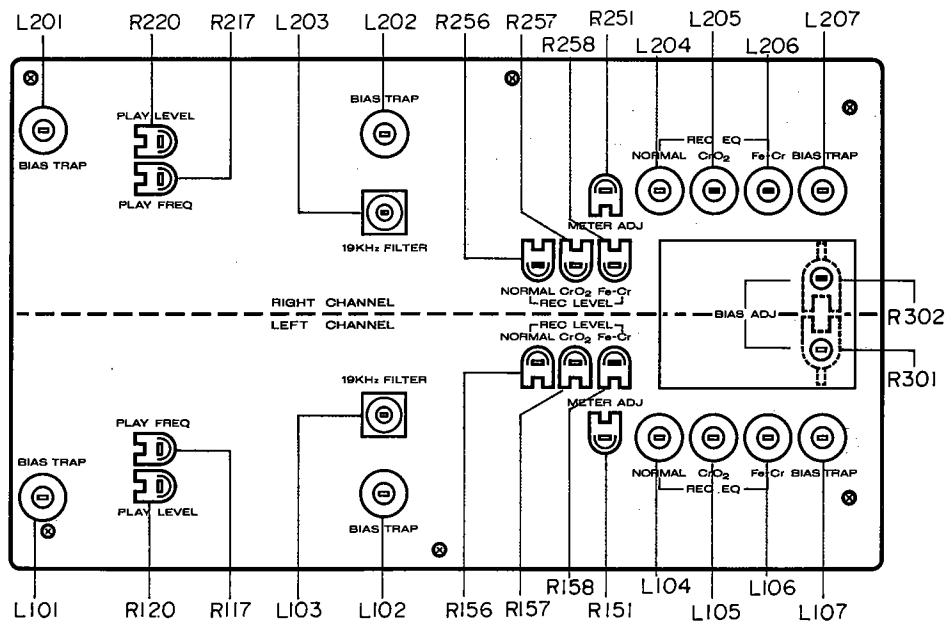 L201 R220 R217 L203 L202 R256 R257 R251 L205 L207
R258 L204 L206
BIAS TRAP
PLAY LEVEL
REC EQ
NORMAL CrO2 Fe-Cr BIAS TRAP
BIAS TRAP
PLAY FREQ
METER ADJ
19KHz FILTER
NORMAL CrO2 Fe-Cr
REC LEVEL
RIGHT CHANNEL
BIAS ADJ
R302
LEFT CHANNEL
REC LEVEL
NORMAL CrO2 Fe-Cr
R301
19KHz FILTER
METER ADJ
PLAY FREQ
BIAS TRAP
NORMAL CrO2 Fe-Cr BIAS TRAP
REC EQ
PLAY LEVEL
BIAS TRAP
R158 L104 L106
L101 R120 R117 L103 L102 R156 R157 R151 L105 L107